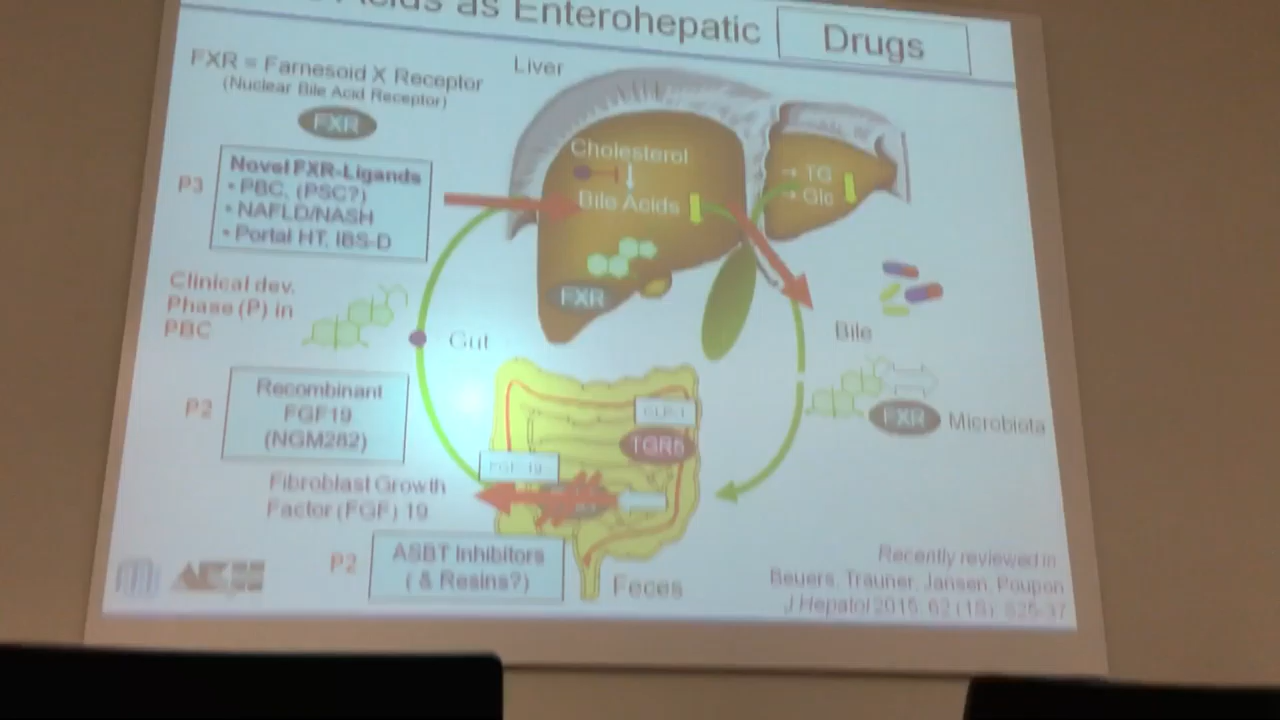 as Enterohepatic
Drugs
FXR = Farnesoid X Receptor
(Nuclear Bile Acid Receptor)
FXR
Liver
Cholesterol
Bile Acids
→ TG
→ Glc
P3
Novel FXR-Ligands
• PBC, (PSC?)
• NAFLD/NASH
• Portal HT, IBS-D
FXR
Clinical dev.
Phase (P) in
PBC
Gut
Bile
P2
Recombinant
FGF19
(NGM282)
FXR
Microbiota
TGR5
FGF 19
Fibroblast Growth
Factor (FGF) 19
P2
ASBT Inhibitors
( & Resins?)
Feces
Recently reviewed in
Beuers, Trauner, Jansen, Poupon
J Hepatol 2015; 62 (1S): S25-37